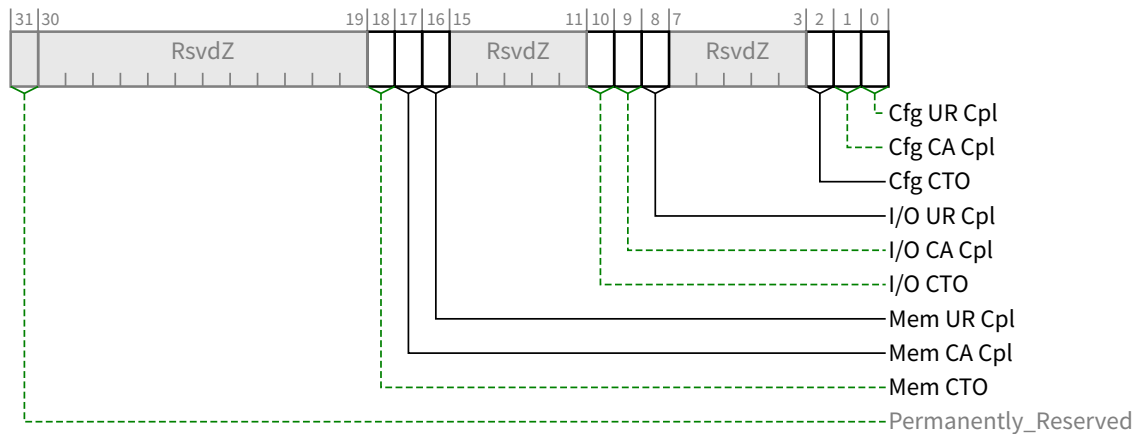 31 30 19 18 17 16 15 11 10 9 8 7 3 2 1 0
RsvdZ RsvdZ RsvdZ
Cfg UR Cpl
Cfg CA Cpl
Cfg CTO
I/O UR Cpl
I/O CA Cpl
I/O CTO
Mem UR Cpl
Mem CA Cpl
Mem CTO
Permanently_Reserved